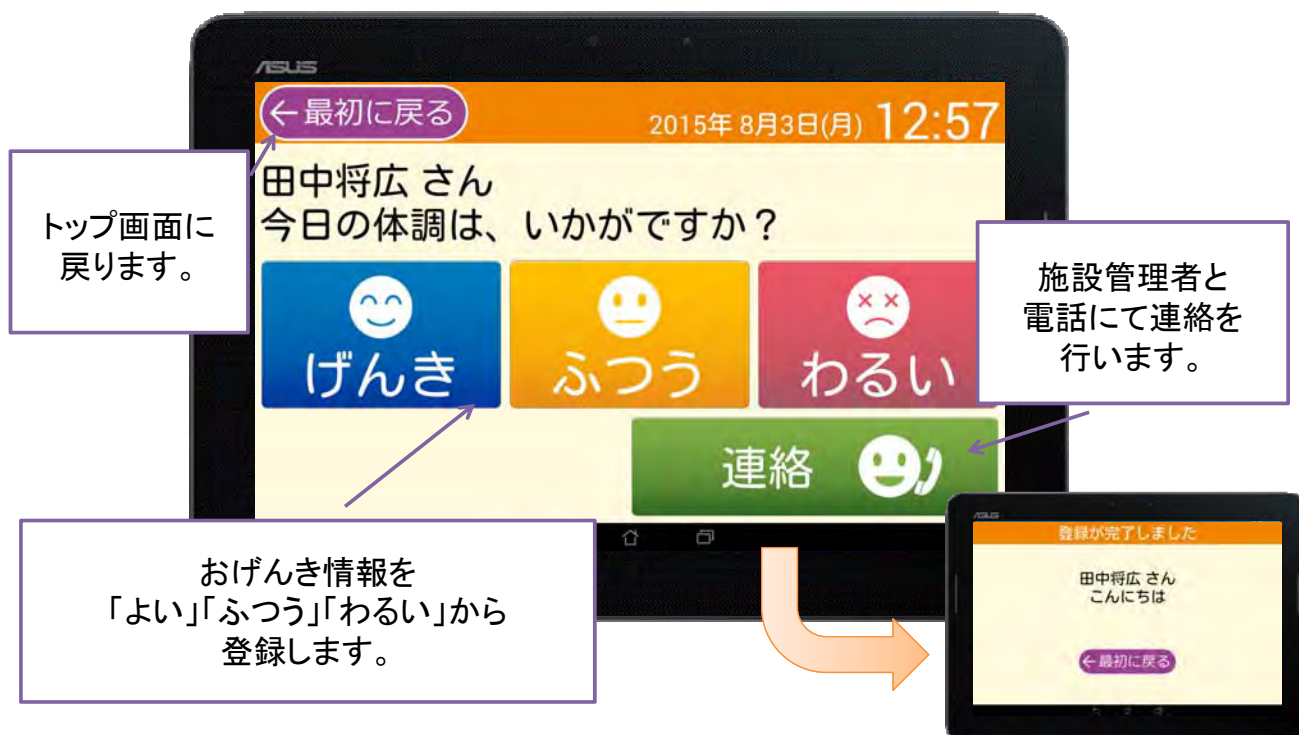 ASUS
←最初に戻る
2015年 8月3日(月) 12:57
田中将広 さん
今日の体調は、いかがですか？
げんき
ふつう
わるい
連絡
トップ画面に
戻ります。
施設管理者と
電話にて連絡を
行います。
おげんき情報を
「よい」「ふつう」「わるい」から
登録します。
ASUS
登録が完了しました
田中将広 さん
こんにちは
←最初に戻る